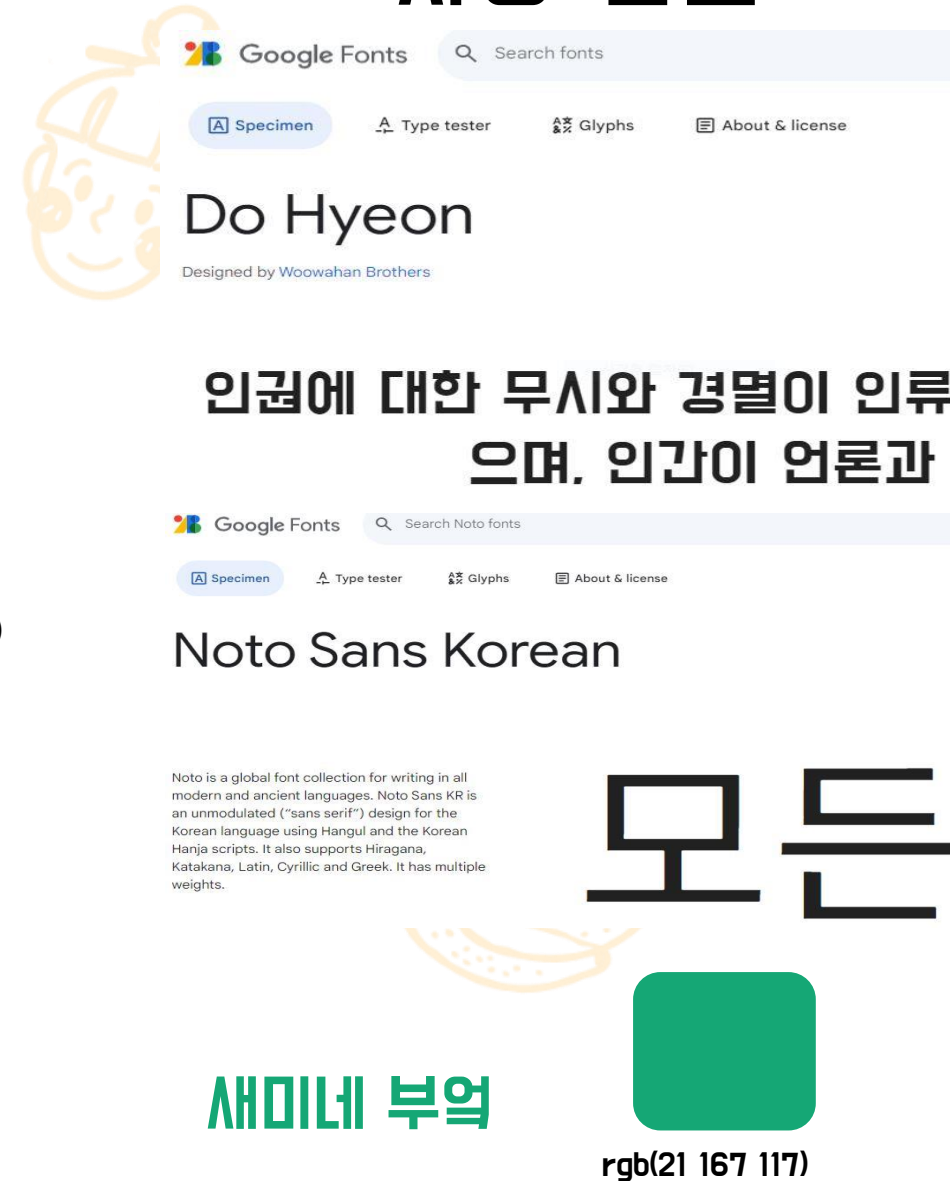 Google Fonts
Search fonts
Specimen
Type tester
Glyphs
About & license
Do Hyeon
Designed by Woowahan Brothers
인권에 대한 무시와 경멸이 인류
으며, 인간이 언론과
Google Fonts
Search Noto fonts
Specimen
Type tester
Glyphs
About & license
Noto Sans Korean
Noto is a global font collection for writing in all
modern and ancient languages. Noto Sans KR is
an unmodulated (“sans serif”) design for the
Korean language using Hangul and the Korean
Hanja scripts. It also supports Hiragana,
Katakana, Latin, Cyrillic and Greek. It has multiple
weights.
모든
새미네 부엌
rgb(21 167 117)